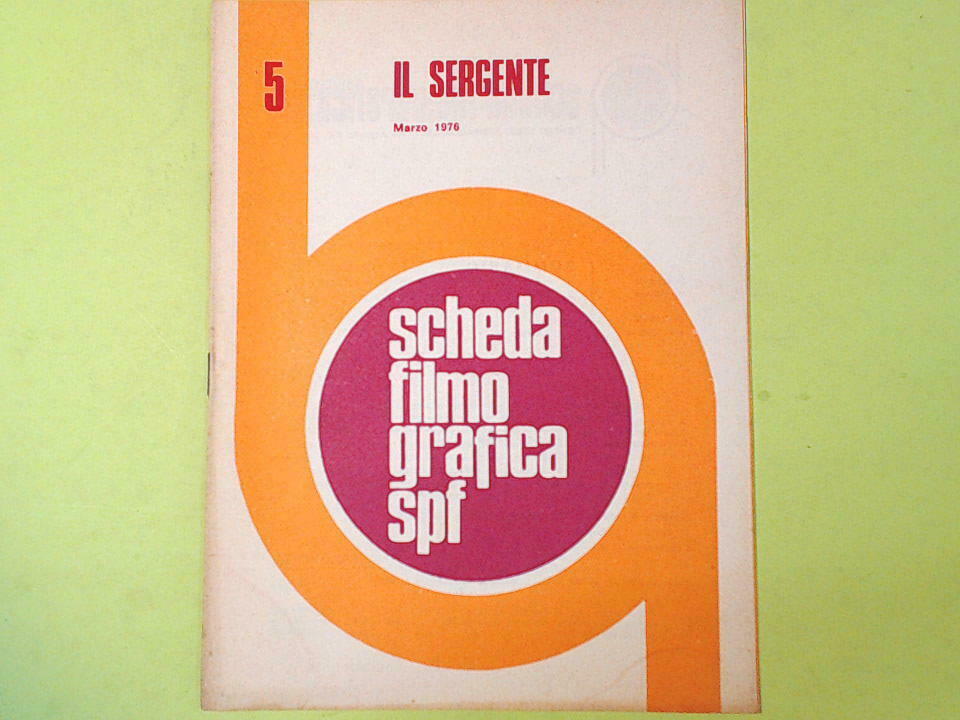 5
IL SERGENTE
Marzo 1976
scheda
filmo
grafica
spf